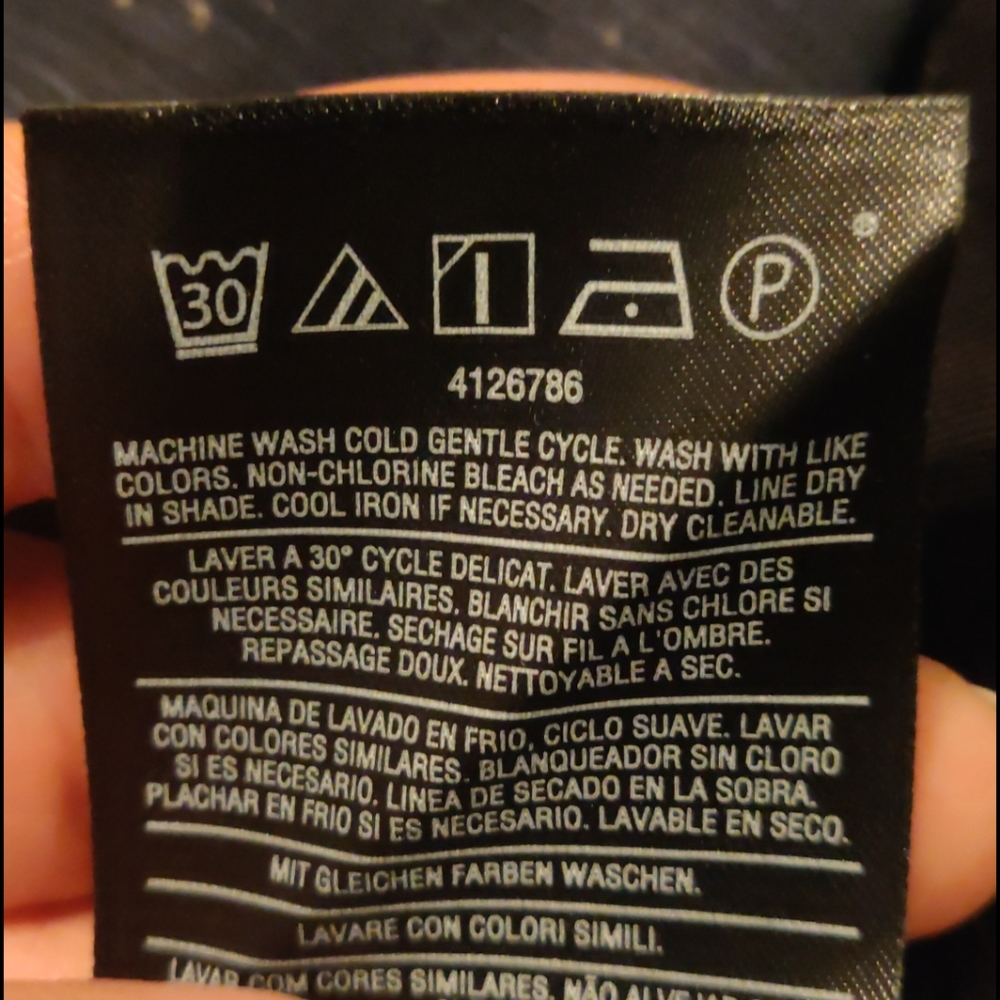 30
P
4126786
MACHINE WASH COLD GENTLE CYCLE. WASH WITH LIKE
COLORS. NON-CHLORINE BLEACH AS NEEDED. LINE DRY
IN SHADE. COOL IRON IF NECESSARY. DRY CLEANABLE.
LAVER A 30° CYCLE DELICAT. LAVER AVEC DES
COULEURS SIMILAIRES. BLANCHIR SANS CHLORE SI
NECESSAIRE. SECHAGE SUR FIL A L'OMBRE.
REPASSAGE DOUX. NETTOYABLE A SEC.
MAQUINA DE LAVADO EN FRIO, CICLO SUAVE. LAVAR
CON COLORES SIMILARES. BLANQUEADOR SIN CLORO
SI ES NECESARIO. LINEA DE SECADO EN LA SOBRA.
PLACHAR EN FRIO SI ES NECESARIO. LAVABLE EN SECO.
MIT GLEICHEN FARBEN WASCHEN.
LAVARE CON COLORI SIMILI.
LAVAR COM CORES SIMILARES. NÃO